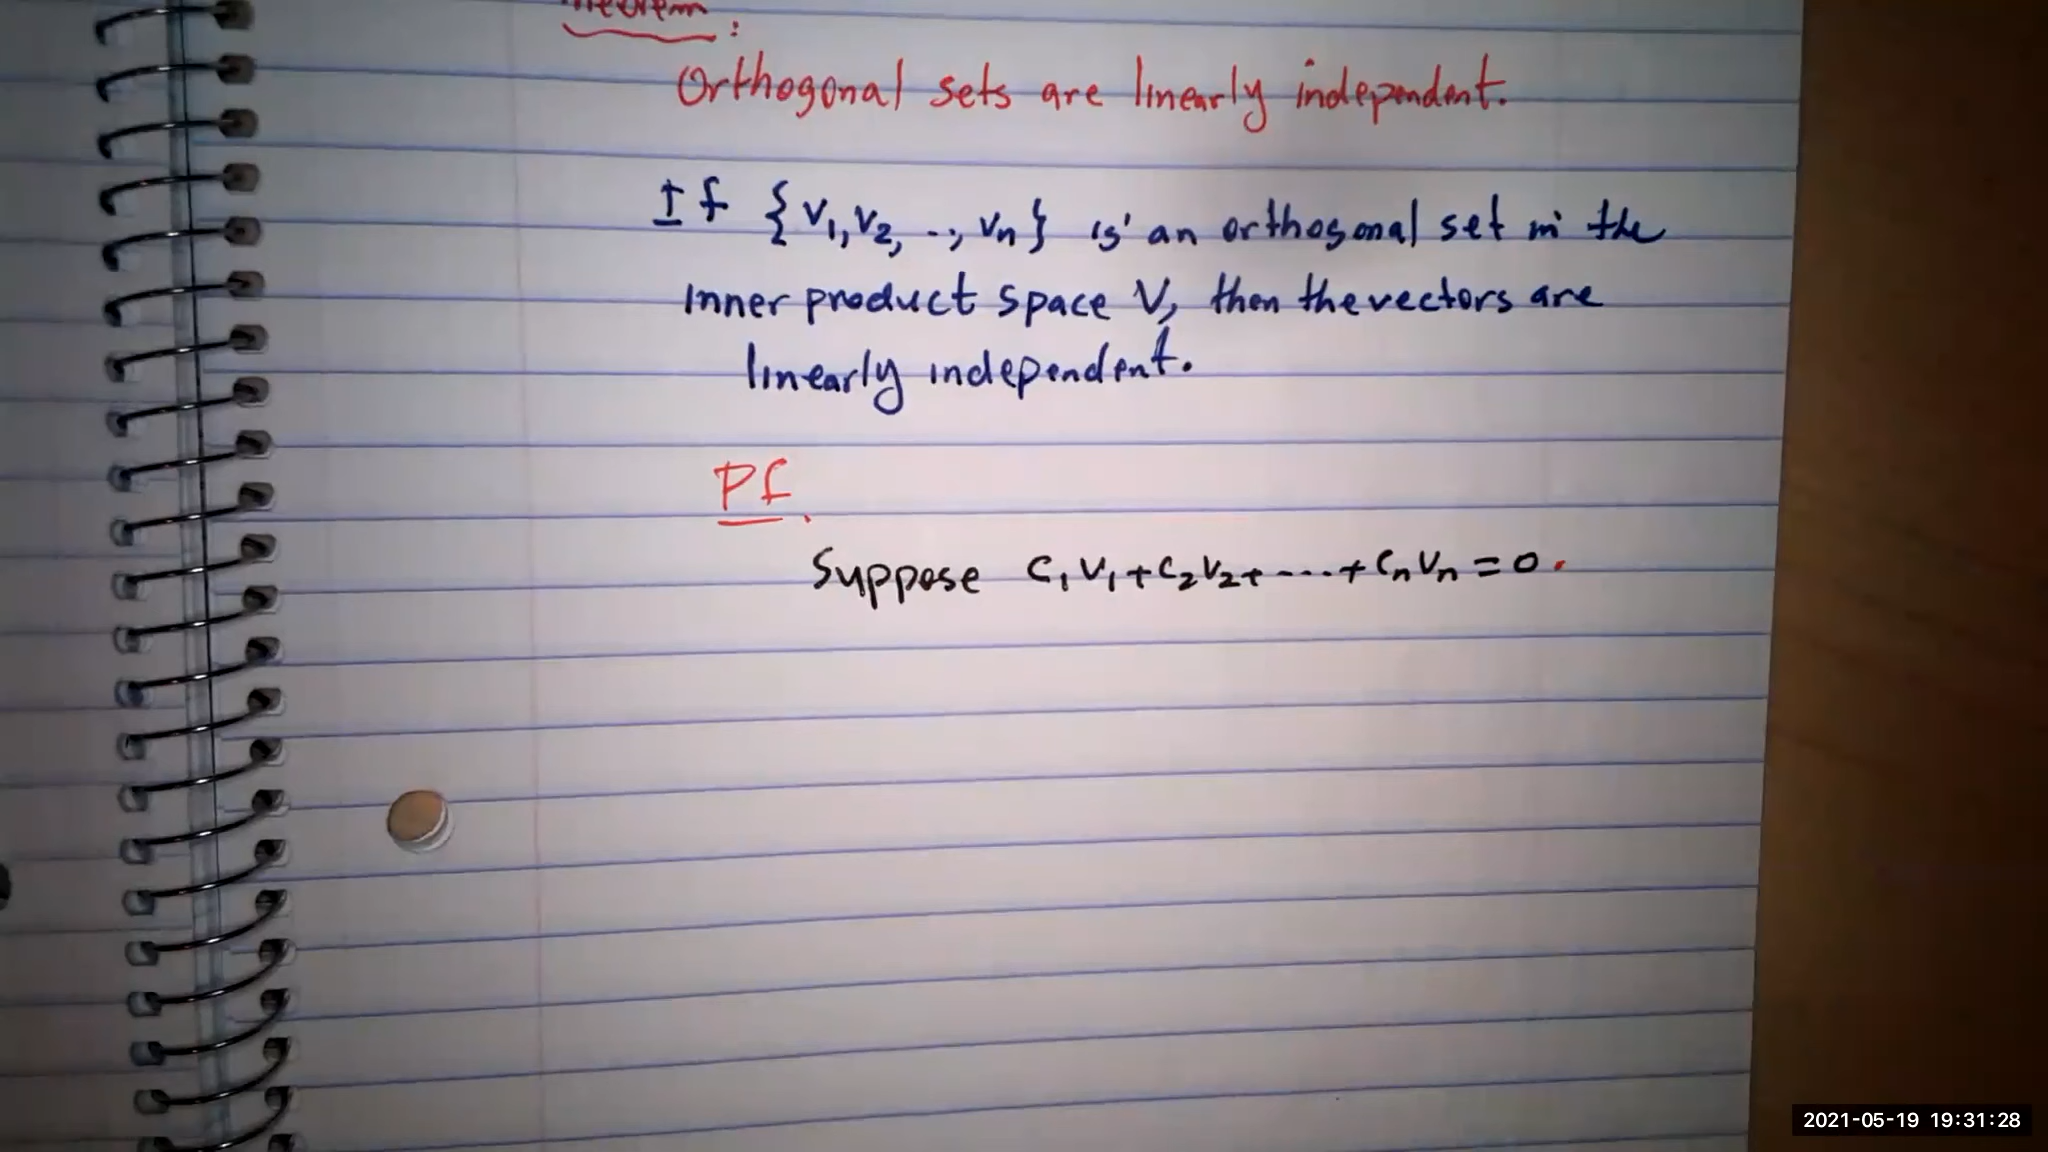 Theorem:
Orthogonal sets are linearly independent.
If {v₁, v₂, .., vₙ} is an orthogonal set in the
inner product space V, then the vectors are
linearly independent.
Pf.
Suppose c₁v₁+c₂v₂+-...+cₙvₙ=0.
2021-05-19 19:31:28